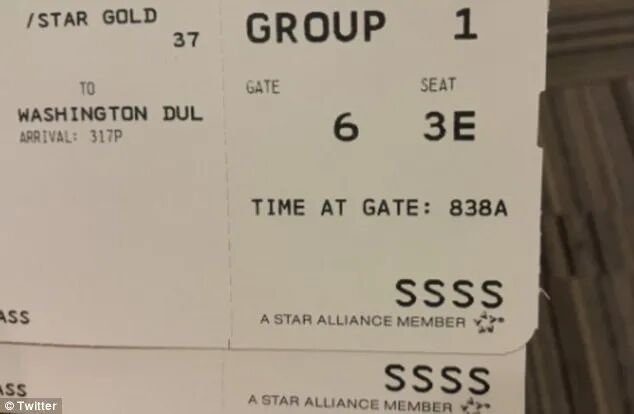 /STAR GOLD
37
TO
WASHINGTON DUL
ARRIVAL: 317P
GROUP 1
GATE SEAT
6 3E
TIME AT GATE: 838A
SSSS
A STAR ALLIANCE MEMBER
ASS
SSSS
A STAR ALLIANCE MEMBER
ASS
© Twitter